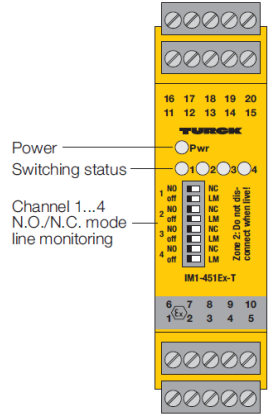 16 17 18 19 20
11 12 13 14 15
TURCK
Power
Pwr
Switching status
1 2 3 4
Channel 1...4
N.O./N.C. mode
line monitoring
1 NO NC
off LM
2 NO NC
off LM
3 NO NC
off LM
4 NO NC
off LM
Zone 2: Do not dis-
connect when live!
IM1-451Ex-T
6 7 8 9 10
Ex
1 2 3 4 5